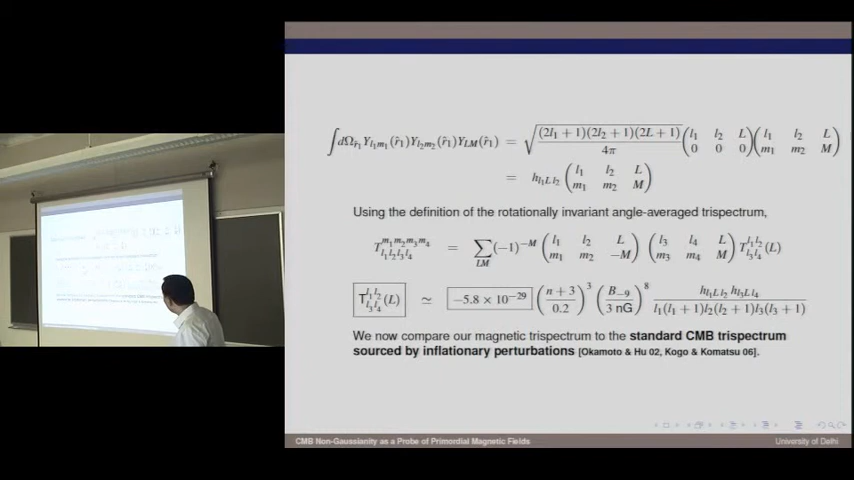 ∫dΩ_{r̂₁} Y_{l₁m₁}(r̂₁)Y_{l₂m₂}(r̂₁)Y_{LM}(r̂₁) = √((2l₁+1)(2l₂+1)(2L+1)/4π) (l₁ l₂ L; 0 0 0)(l₁ l₂ L; m₁ m₂ M)
= h_{l₁Ll₂} (l₁ l₂ L; m₁ m₂ M)
Using the definition of the rotationally invariant angle-averaged trispectrum,
T^{m₁m₂m₃m₄}_{l₁l₂l₃l₄} = Σ_{LM} (−1)^{−M} (l₁ l₂ L; m₁ m₂ −M) (l₃ l₄ L; m₃ m₄ M) T^{l₁l₂}_{l₃l₄}(L)
T^{l₁l₂}_{l₃l₄}(L) ≃ −5.8 × 10^{−29} ((n+3)/0.2)^3 (B_{−9}/3 nG)^8 h_{l₁Ll₂} h_{l₃Ll₄}/(l₁(l₁+1)l₂(l₂+1)l₃(l₃+1))
We now compare our magnetic trispectrum to the standard CMB trispectrum
sourced by inflationary perturbations [Okamoto & Hu 02, Kogo & Komatsu 06].
CMB Non-Gaussianity as a Probe of Primordial Magnetic Fields
University of Delhi